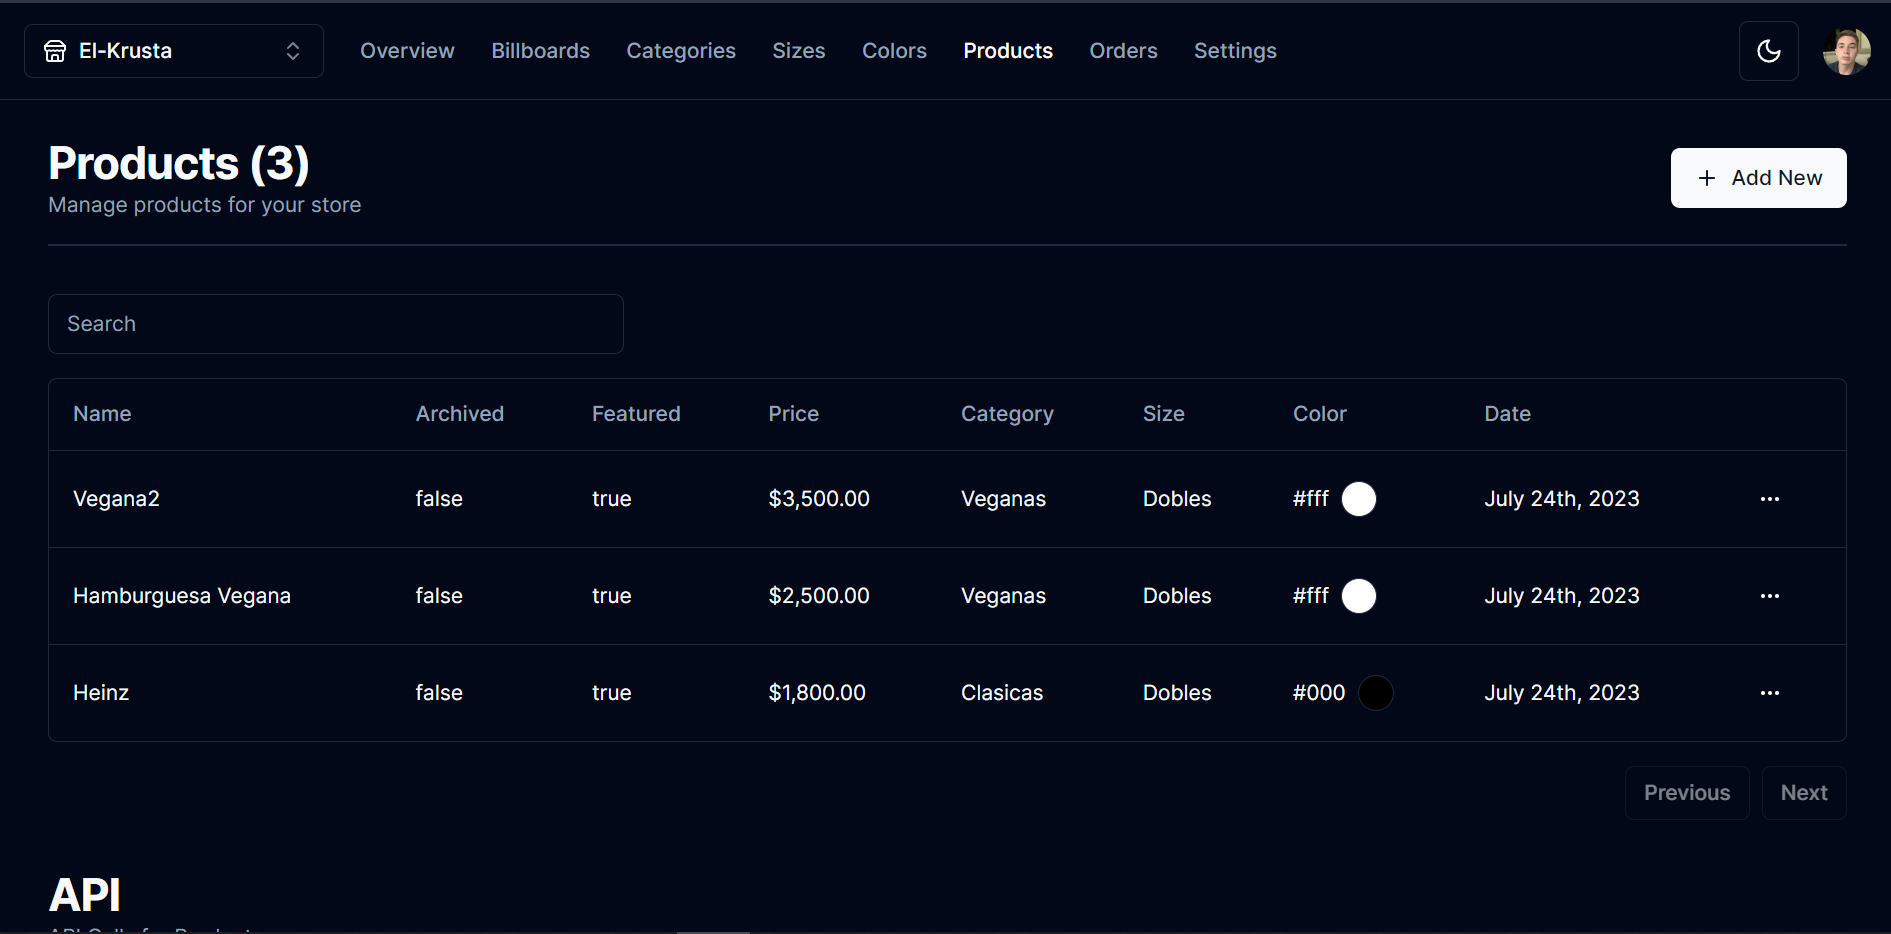 El-Krusta Overview Billboards Categories Sizes Colors Products Orders Settings
Products (3)
Manage products for your store
+ Add New
Search
Name Archived Featured Price Category Size Color Date
Vegana2 false true $3,500.00 Veganas Dobles #fff July 24th, 2023 ...
Hamburguesa Vegana false true $2,500.00 Veganas Dobles #fff July 24th, 2023 ...
Heinz false true $1,800.00 Clasicas Dobles #000 July 24th, 2023 ...
Previous Next
API